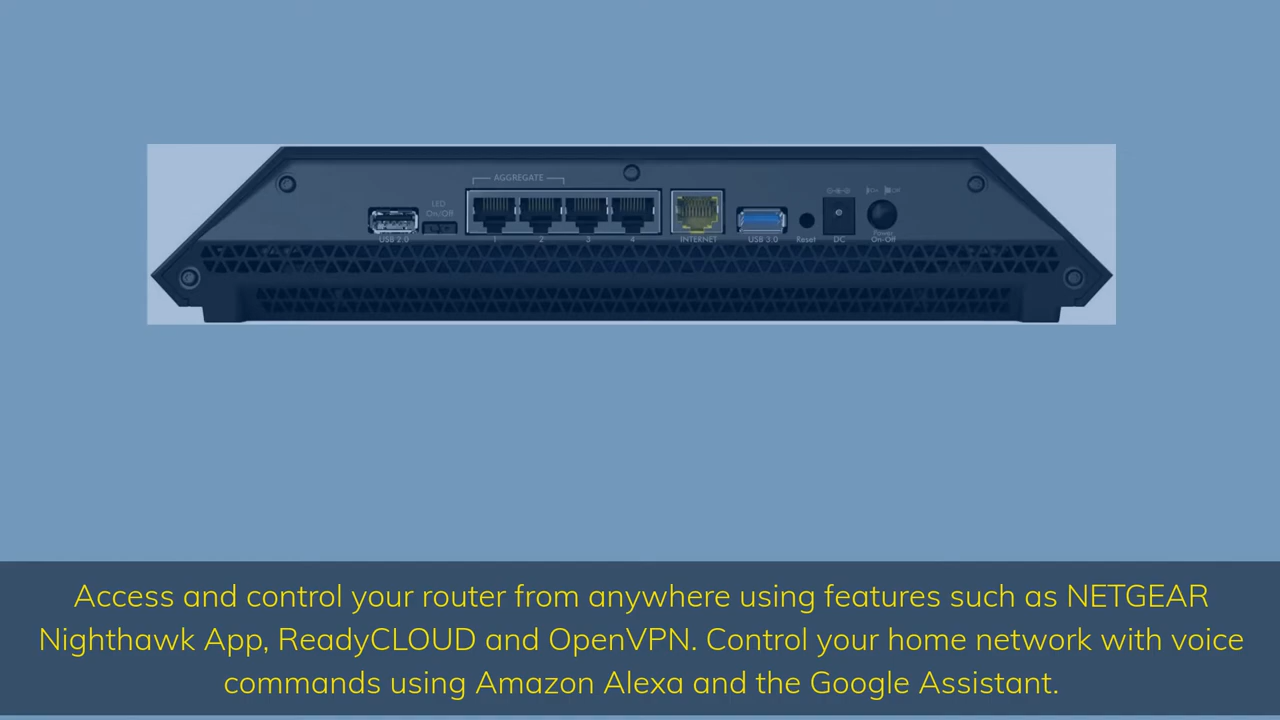 AGGREGATE
LED
On/Off
USB 2.0
1 2 3 4
INTERNET
USB 3.0
Reset
DC
Power
On-Off
Access and control your router from anywhere using features such as NETGEAR
Nighthawk App, ReadyCLOUD and OpenVPN. Control your home network with voice
commands using Amazon Alexa and the Google Assistant.